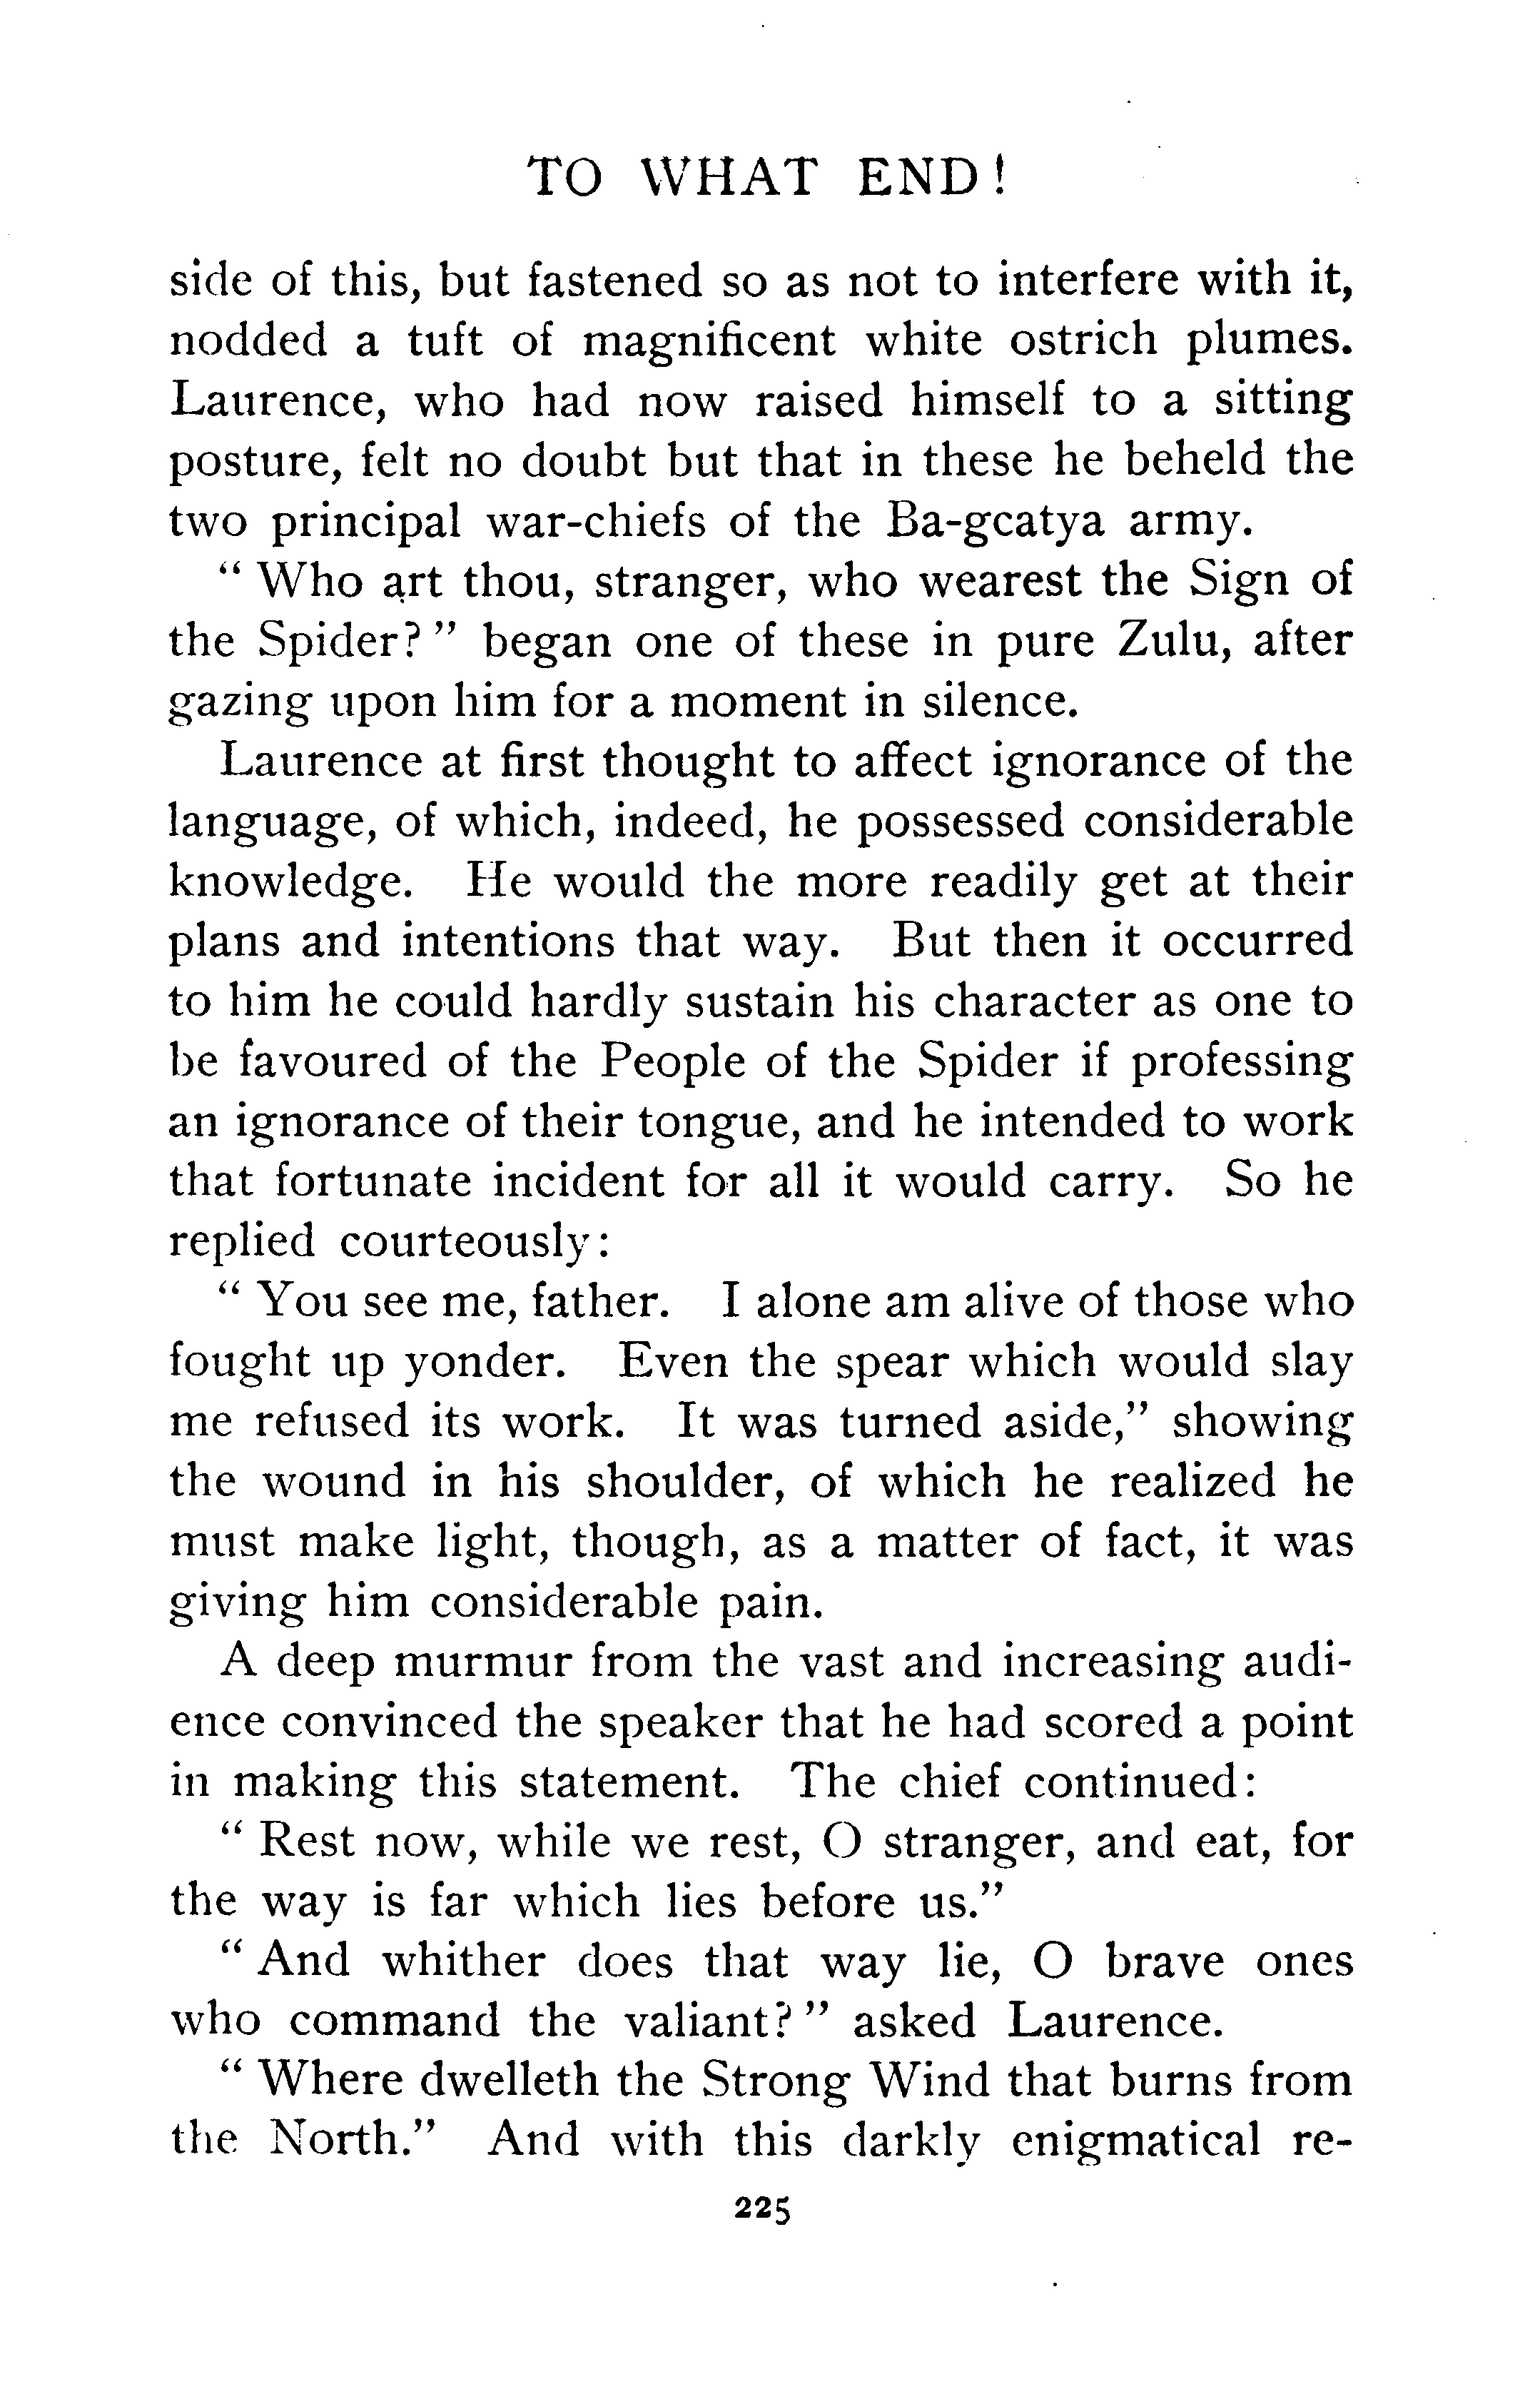 TO WHAT END!
side of this, but fastened so as not to interfere with it,
nodded a tuft of magnificent white ostrich plumes.
Laurence, who had now raised himself to a sitting
posture, felt no doubt but that in these he beheld the
two principal war-chiefs of the Ba-gcatya army.
“ Who art thou, stranger, who wearest the Sign of
the Spider? ” began one of these in pure Zulu, after
gazing upon him for a moment in silence.
Laurence at first thought to affect ignorance of the
language, of which, indeed, he possessed considerable
knowledge. He would the more readily get at their
plans and intentions that way. But then it occurred
to him he could hardly sustain his character as one to
be favoured of the People of the Spider if professing
an ignorance of their tongue, and he intended to work
that fortunate incident for all it would carry. So he
replied courteously:
“ You see me, father. I alone am alive of those who
fought up yonder. Even the spear which would slay
me refused its work. It was turned aside,” showing
the wound in his shoulder, of which he realized he
must make light, though, as a matter of fact, it was
giving him considerable pain.
A deep murmur from the vast and increasing audi-
ence convinced the speaker that he had scored a point
in making this statement. The chief continued:
“ Rest now, while we rest, O stranger, and eat, for
the way is far which lies before us.”
“ And whither does that way lie, O brave ones
who command the valiant? ” asked Laurence.
“ Where dwelleth the Strong Wind that burns from
the North.” And with this darkly enigmatical re-
225